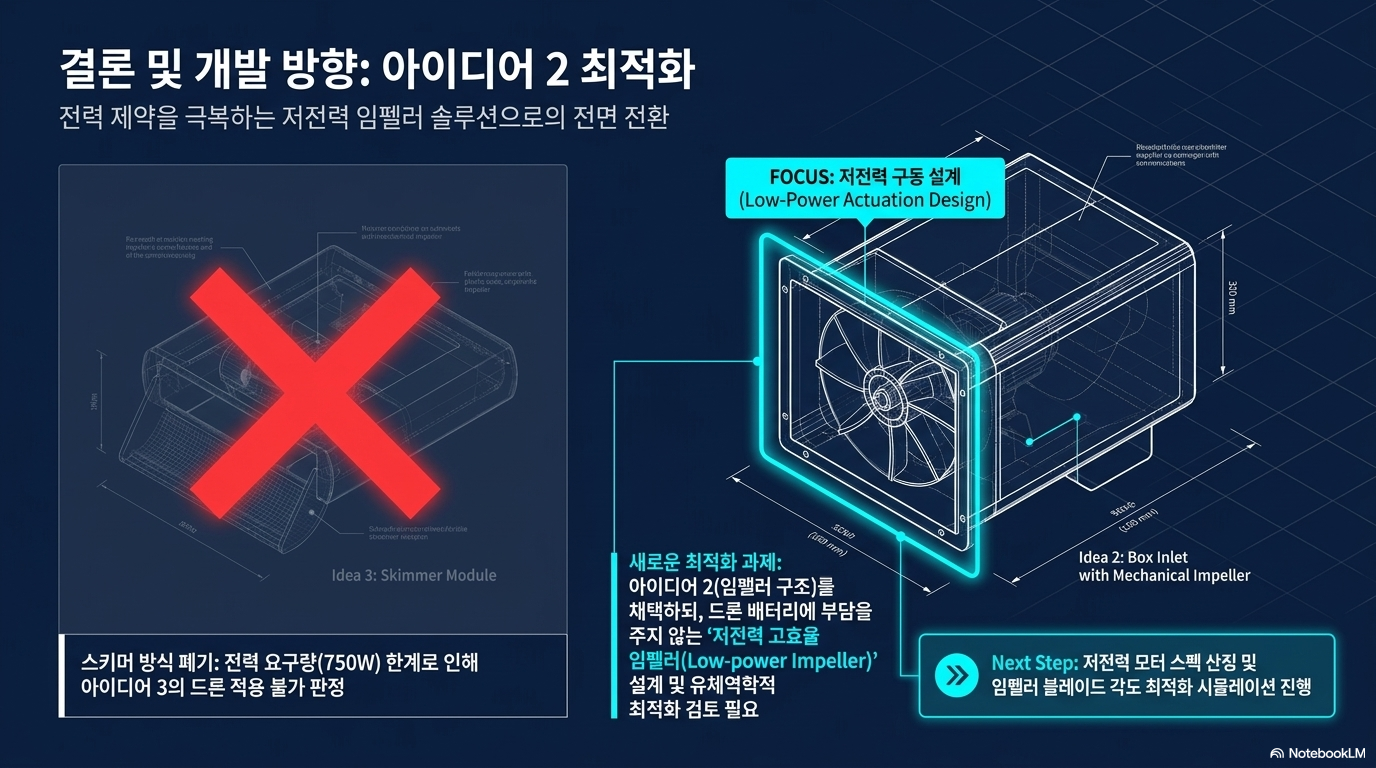 결론 및 개발 방향: 아이디어 2 최적화
전력 제약을 극복하는 저전력 임펠러 솔루션으로의 전면 전환
Idea 3: Skimmer Module
스키머 방식 폐기: 전력 요구량(750W) 한계로 인해
아이디어 3의 드론 적용 불가 판정
FOCUS: 저전력 구동 설계
(Low-Power Actuation Design)
300 mm
새로운 최적화 과제:
아이디어 2(임펠러 구조)를
채택하되, 드론 배터리에 부담을
주지 않는 ‘저전력 고효율
임펠러(Low-power Impeller)’
설계 및 유체역학적
최적화 검토 필요
Idea 2: Box Inlet
with Mechanical Impeller
Next Step: 저전력 모터 스펙 산정 및
임펠러 블레이드 각도 최적화 시뮬레이션 진행
NotebookLM